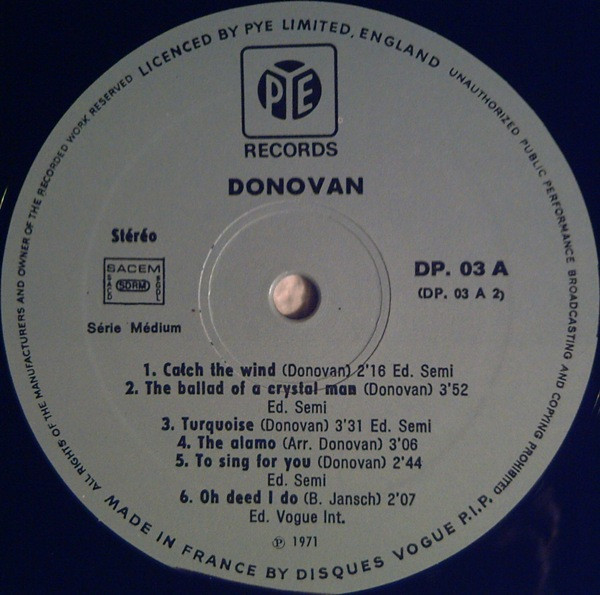 LICENCED BY PYE LIMITED, ENGLAND
UNAUTHORIZED PUBLIC PERFORMANCE BROADCASTING AND COPYING PROHIBITED
ALL RIGHTS OF THE MANUFACTURERS AND OWNER OF THE RECORDED WORK RESERVED
PYE
RECORDS
DONOVAN
Stéréo
SACEM
SACD SDRM SGDL
Série Médium
DP. 03 A
(DP. 03 A 2)
1. Catch the wind (Donovan) 2'16 Ed. Semi
2. The ballad of a crystal man (Donovan) 3'52
Ed. Semi
3. Turquoise (Donovan) 3'31 Ed. Semi
4. The alamo (Arr. Donovan) 3'06
5. To sing for you (Donovan) 2'44
Ed. Semi
6. Oh deed I do (B. Jansch) 2'07
Ed. Vogue Int.
℗ 1971
MADE IN FRANCE BY DISQUES VOGUE P.I.P.